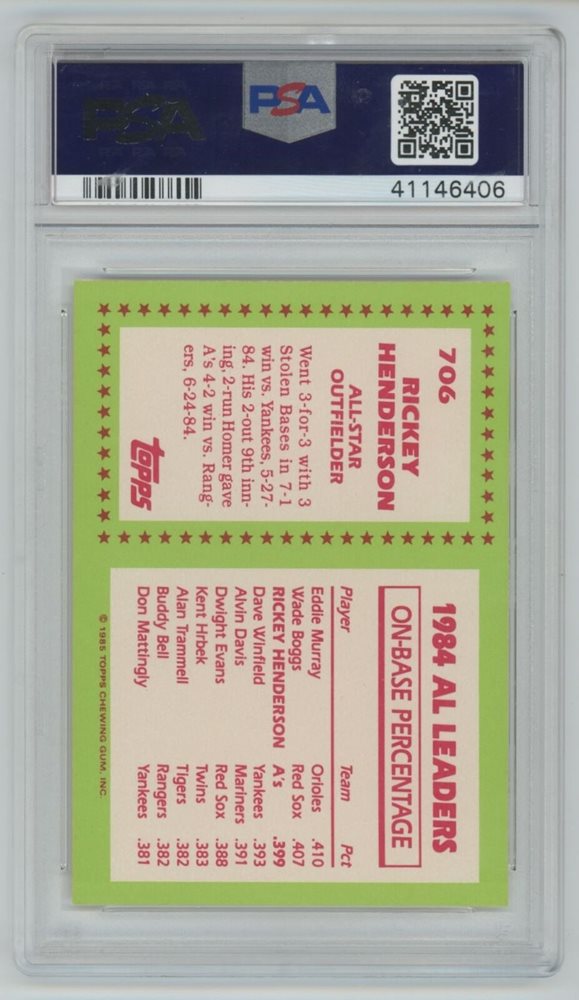 PSA
PSA
41146406
706
RICKEY
HENDERSON
ALL-STAR
OUTFIELDER
Went 3-for-3 with 3
Stolen Bases in 7-1
win vs. Yankees, 5-27-
84. His 2-out 9th inn-
ing, 2-run Homer gave
A's 4-2 win vs. Rang-
ers, 6-24-84.
topps
1984 AL LEADERS
ON-BASE PERCENTAGE
Player Team Pct
Eddie Murray Orioles .410
Wade Boggs Red Sox .407
RICKEY HENDERSON A's .399
Dave Winfield Yankees .393
Alvin Davis Mariners .391
Dwight Evans Red Sox .388
Kent Hrbek Twins .383
Alan Trammell Tigers .382
Buddy Bell Rangers .382
Don Mattingly Yankees .381
© 1985 TOPPS CHEWING GUM, INC.